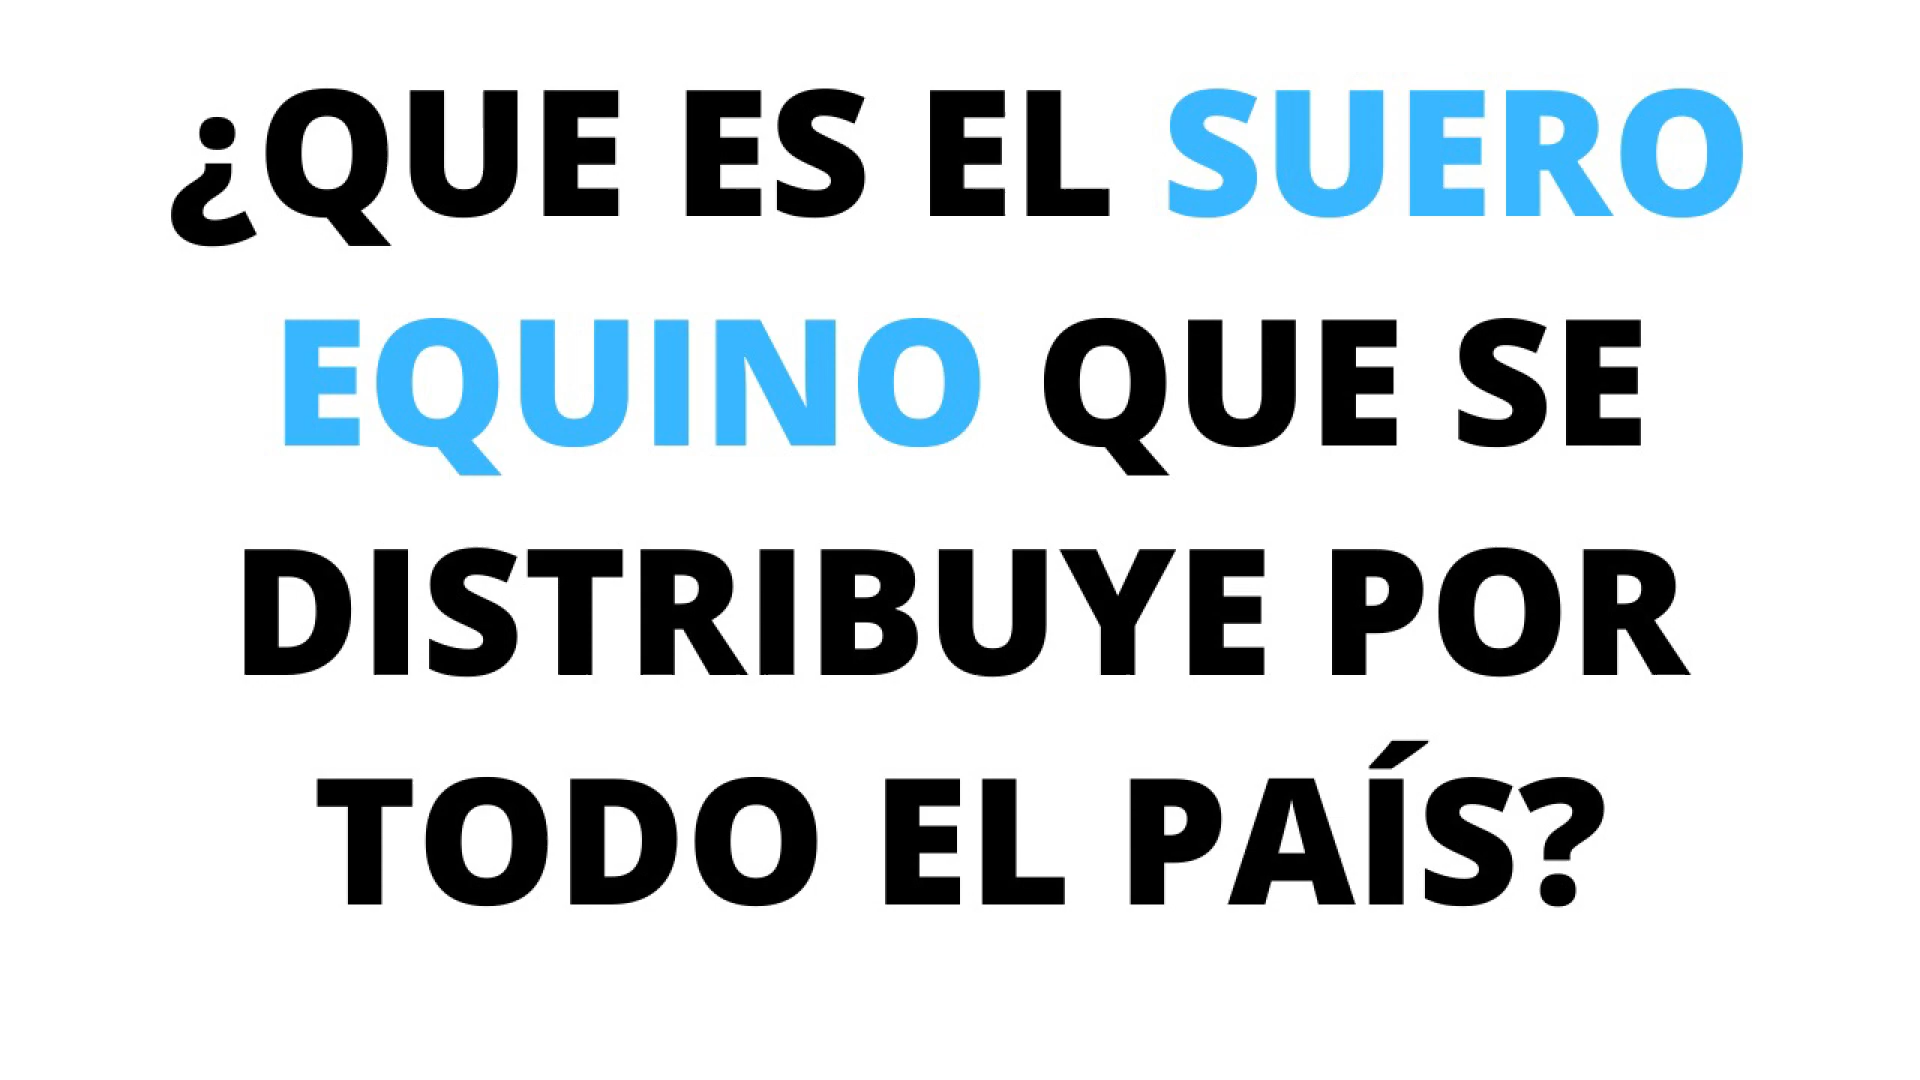 ¿QUE ES EL SUERO
EQUINO QUE SE
DISTRIBUYE POR
TODO EL PAÍS?